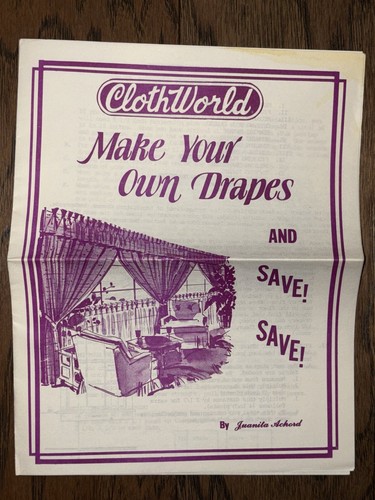 ClothWorld
Make Your
Own Drapes
AND
SAVE!
SAVE!
By Juanita Achord